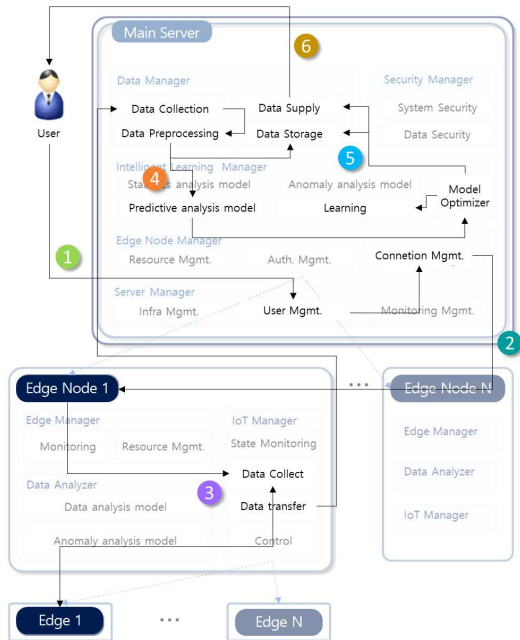 Main Server
6
Data Manager
Security Manager
Data Collection
Data Supply
System Security
User
Data Preprocessing
Data Storage
Data Security
5
Intelligent Learning Manager
4
Statistics analysis model
Anomaly analysis model
Model
Optimizer
Predictive analysis model
Learning
Edge Node Manager
1
Resource Mgmt.
Auth. Mgmt.
Connetion Mgmt.
Server Manager
Infra Mgmt.
User Mgmt.
Monitoring Mgmt.
2
Edge Node 1
...
Edge Node N
Edge Manager
IoT Manager
Edge Manager
Monitoring
Resource Mgmt.
State Monitoring
Data Collect
Data Analyzer
Data Analyzer
3
Data analysis model
Data transfer
IoT Manager
Anomaly analysis model
Control
Edge 1
...
Edge N